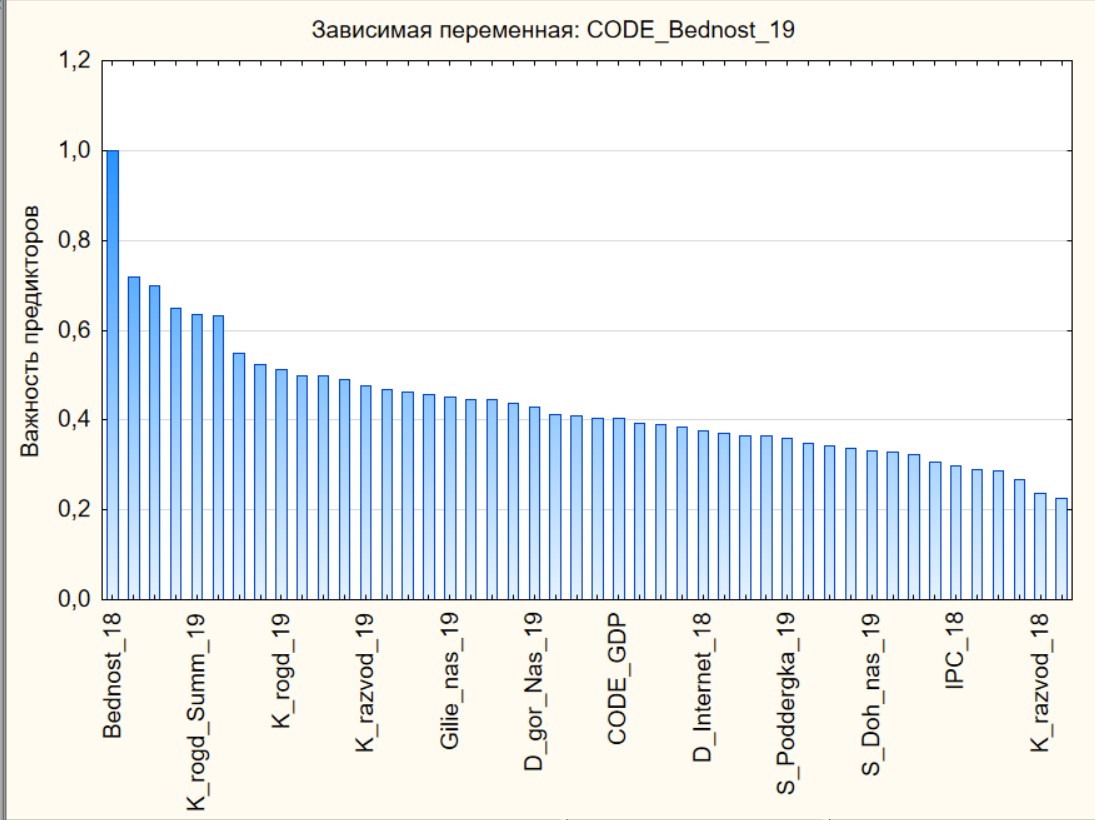 Зависимая переменная: CODE_Bednost_19
Важность предикторов
1,2
1,0
0,8
0,6
0,4
0,2
0,0
Bednost_18
K_rogd_Summ_19
K_rogd_19
K_razvod_19
Gilie_nas_19
D_gor_Nas_19
CODE_GDP
D_Internet_18
S_Poddergka_19
S_Doh_nas_19
IPC_18
K_razvod_18